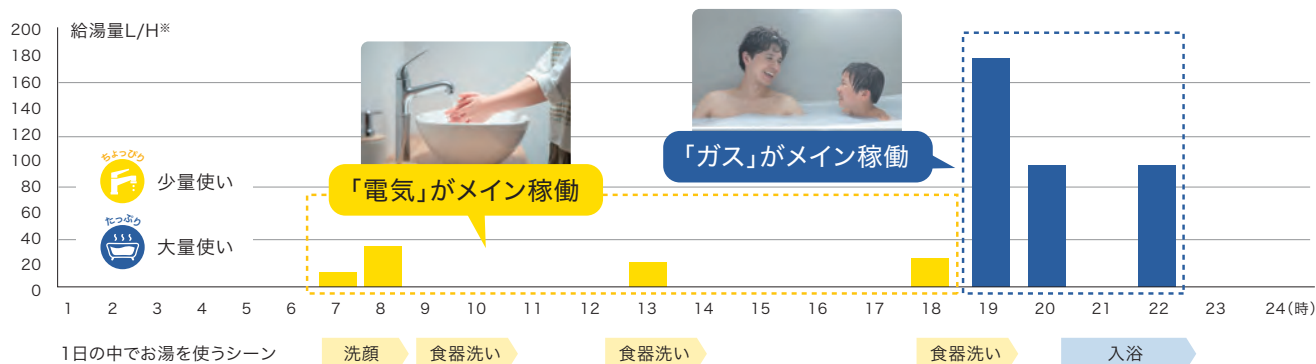 給湯量L/H※
200
180
160
140
120
100
80
60
40
20
0
ちょっぴり
少量使い
たっぷり
大量使い
「電気」がメイン稼働
「ガス」がメイン稼働
1 2 3 4 5 6 7 8 9 10 11 12 13 14 15 16 17 18 19 20 21 22 23 24(時)
1日の中でお湯を使うシーン 洗顔 食器洗い 食器洗い 食器洗い 入浴